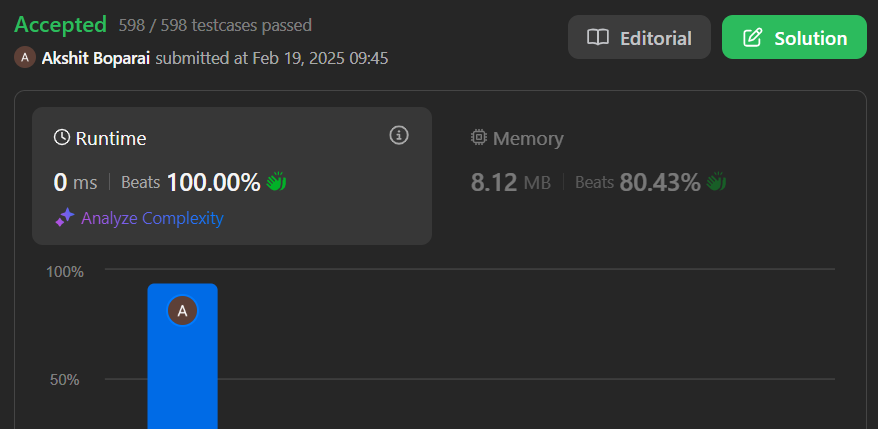 Accepted 598 / 598 testcases passed
A Akshit Boparai submitted at Feb 19, 2025 09:45
Editorial
Solution
Runtime
0 ms Beats 100.00%
Analyze Complexity
Memory
8.12 MB Beats 80.43%
100%
A
50%